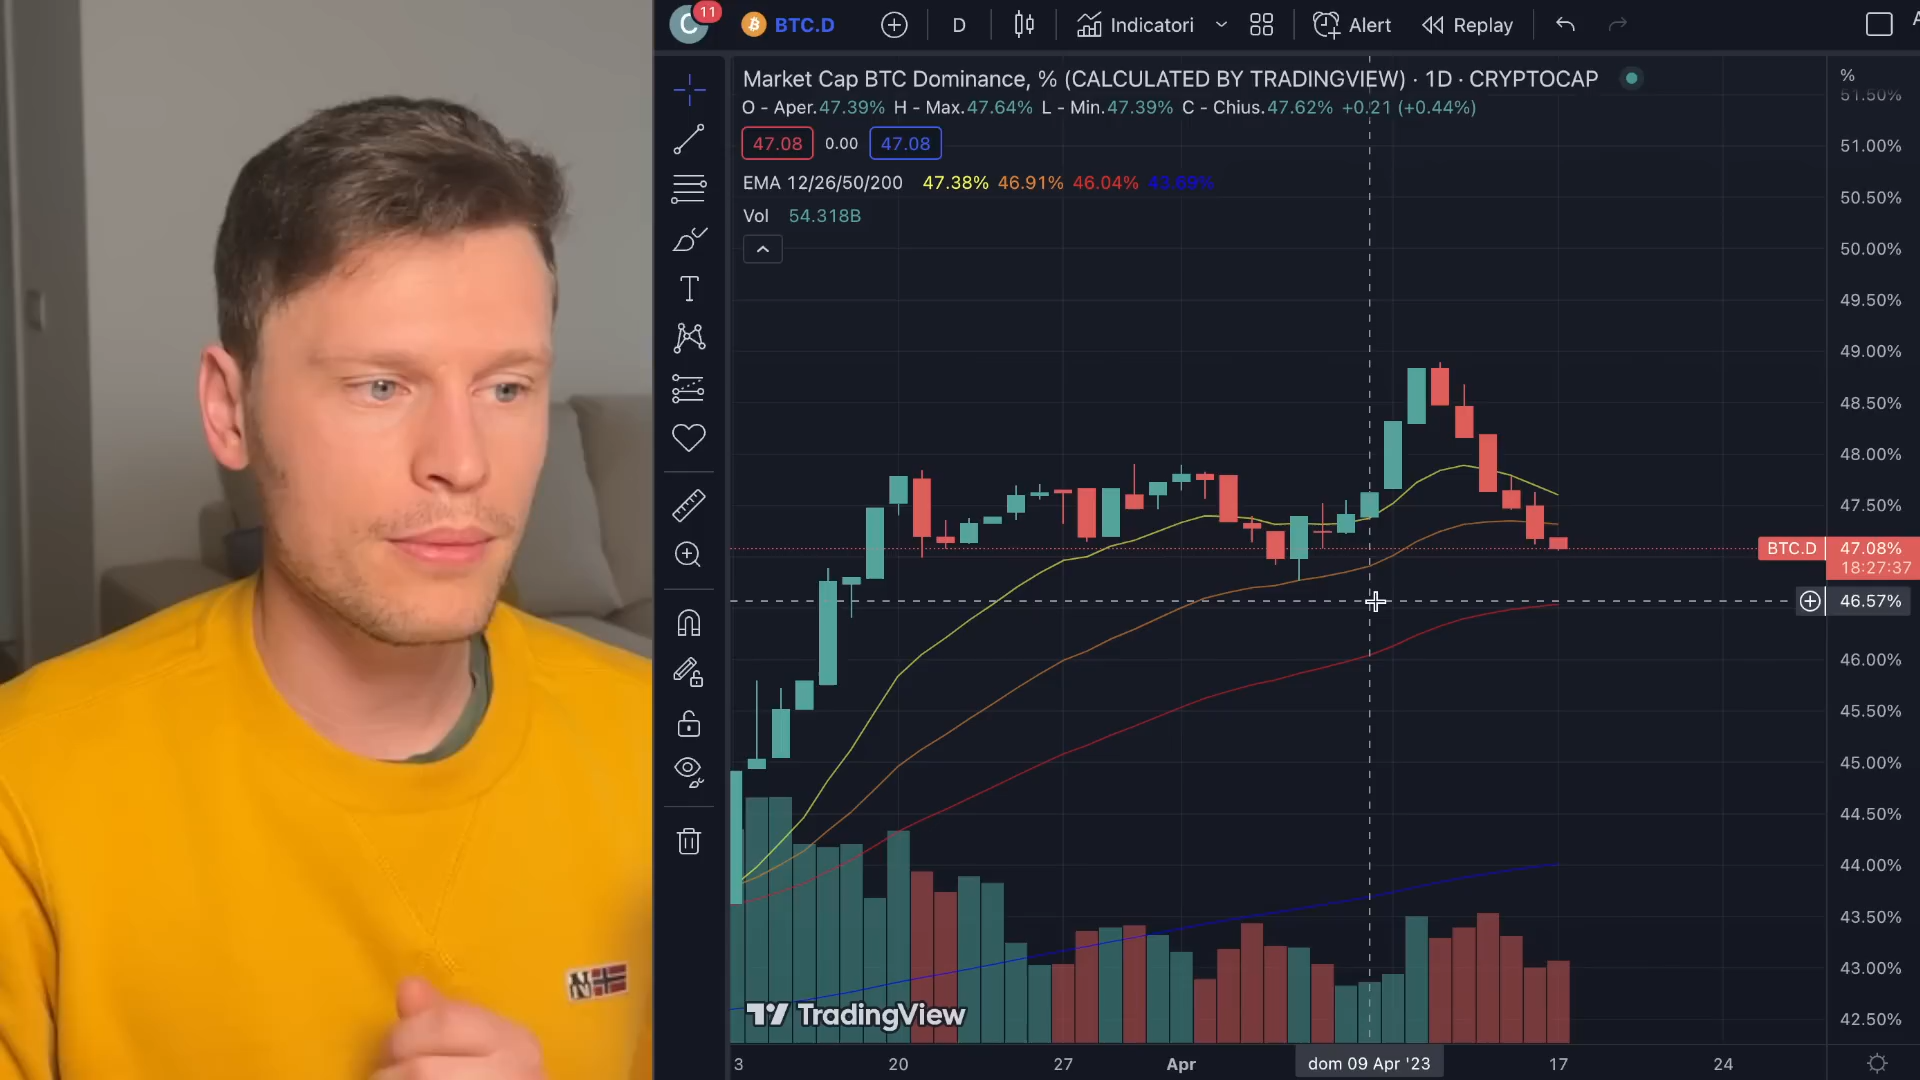 C 11 BTC.D D Indicatori Alert Replay
Market Cap BTC Dominance, % (CALCULATED BY TRADINGVIEW) · 1D · CRYPTOCAP
O - Aper.47.39% H - Max.47.64% L - Min.47.39% C - Chius.47.62% +0.21 (+0.44%)
47.08 0.00 47.08
EMA 12/26/50/200 47.38% 46.91% 46.04% 43.69%
Vol 54.318B
%
51.50%
51.00%
50.50%
50.00%
49.50%
49.00%
48.50%
48.00%
47.50%
BTC.D 47.08%
18:27:37
46.57%
46.00%
45.50%
45.00%
44.50%
44.00%
43.50%
43.00%
42.50%
N
TradingView
3 20 27 Apr dom 09 Apr '23 17 24